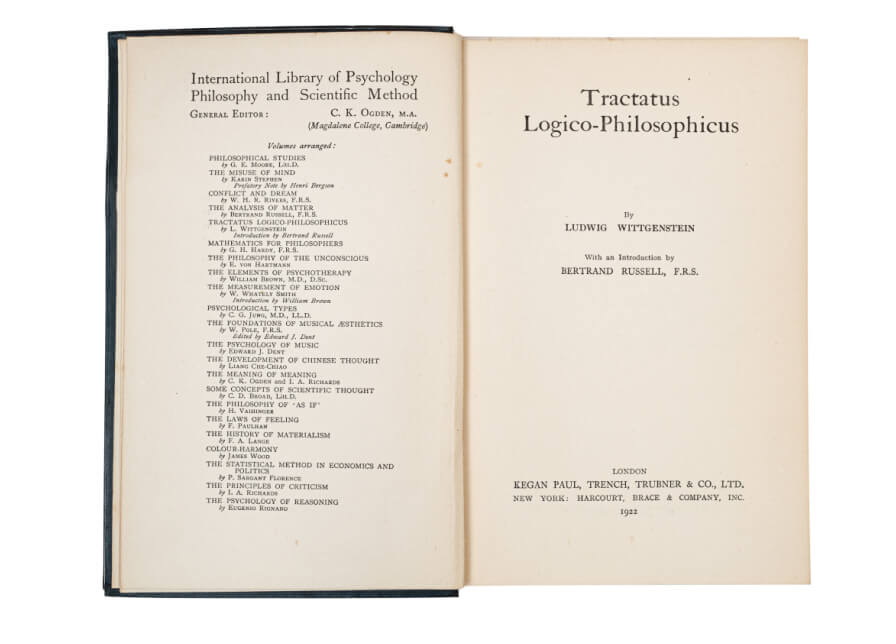 International Library of Psychology
Philosophy and Scientific Method
GENERAL EDITOR: C. K. OGDEN, M.A.
(Magdalene College, Cambridge)
Volumes arranged:
PHILOSOPHICAL STUDIES
by G. E. MOORE, Litt.D.
THE MISUSE OF MIND
by KARIN STEPHEN
Prefatory Note by Henri Bergson
CONFLICT AND DREAM
by W. H. R. RIVERS, F.R.S.
THE ANALYSIS OF MATTER
by BERTRAND RUSSELL, F.R.S.
TRACTATUS LOGICO-PHILOSOPHICUS
by L. WITTGENSTEIN
Introduction by Bertrand Russell
MATHEMATICS FOR PHILOSOPHERS
by G. H. HARDY, F.R.S.
THE PHILOSOPHY OF THE UNCONSCIOUS
by E. VON HARTMANN
THE ELEMENTS OF PSYCHOTHERAPY
by WILLIAM BROWN, M.D., D.SC.
THE MEASUREMENT OF EMOTION
by W. WHATELY SMITH
Introduction by William Brown
PSYCHOLOGICAL TYPES
by C. G. JUNG, M.D., LL.D.
THE FOUNDATIONS OF MUSICAL ÆSTHETICS
by W. POLE, F.R.S.
Edited by Edward J. Dent
THE PSYCHOLOGY OF MUSIC
by EDWARD J. DENT
THE DEVELOPMENT OF CHINESE THOUGHT
by LIANG CHE-CHIAO
THE MEANING OF MEANING
by C. K. OGDEN and I. A. RICHARDS
SOME CONCEPTS OF SCIENTIFIC THOUGHT
by C. D. BROAD, Litt.D.
THE PHILOSOPHY OF 'AS IF'
by H. VAIHINGER
THE LAWS OF FEELING
by F. PAULHAN
THE HISTORY OF MATERIALISM
by F. A. LANGE
COLOUR-HARMONY
by JAMES WOOD
THE STATISTICAL METHOD IN ECONOMICS AND
POLITICS
by P. SARGANT FLORENCE
THE PRINCIPLES OF CRITICISM
by I. A. RICHARDS
THE PSYCHOLOGY OF REASONING
by EUGENIO RIGNANO
Tractatus
Logico-Philosophicus
By
LUDWIG WITTGENSTEIN
With an Introduction by
BERTRAND RUSSELL, F.R.S.
LONDON
KEGAN PAUL, TRENCH, TRUBNER & CO., LTD.
NEW YORK: HARCOURT, BRACE & COMPANY, INC.
1922